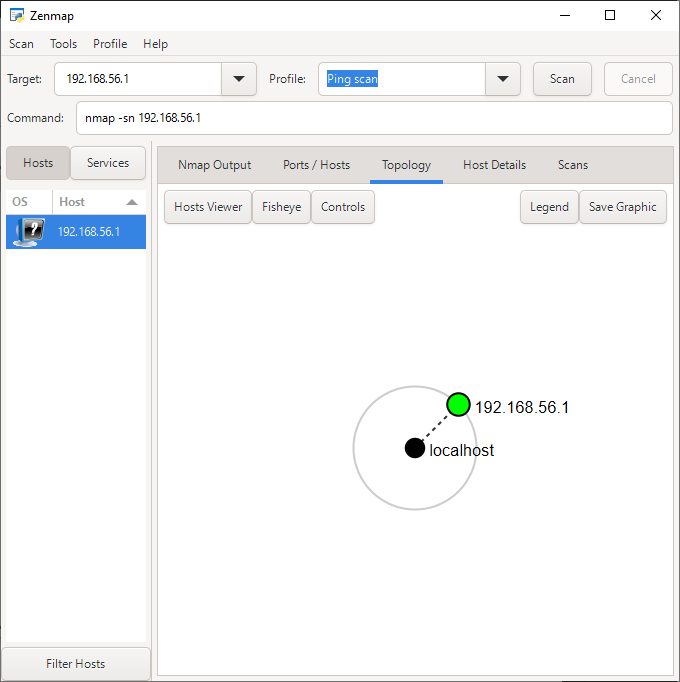 Zenmap
Scan Tools Profile Help
Target: 192.168.56.1 Profile: Ping scan Scan Cancel
Command: nmap -sn 192.168.56.1
Hosts Services
Nmap Output Ports / Hosts Topology Host Details Scans
OS Host
Hosts Viewer Fisheye Controls Legend Save Graphic
? 192.168.56.1
192.168.56.1
localhost
Filter Hosts